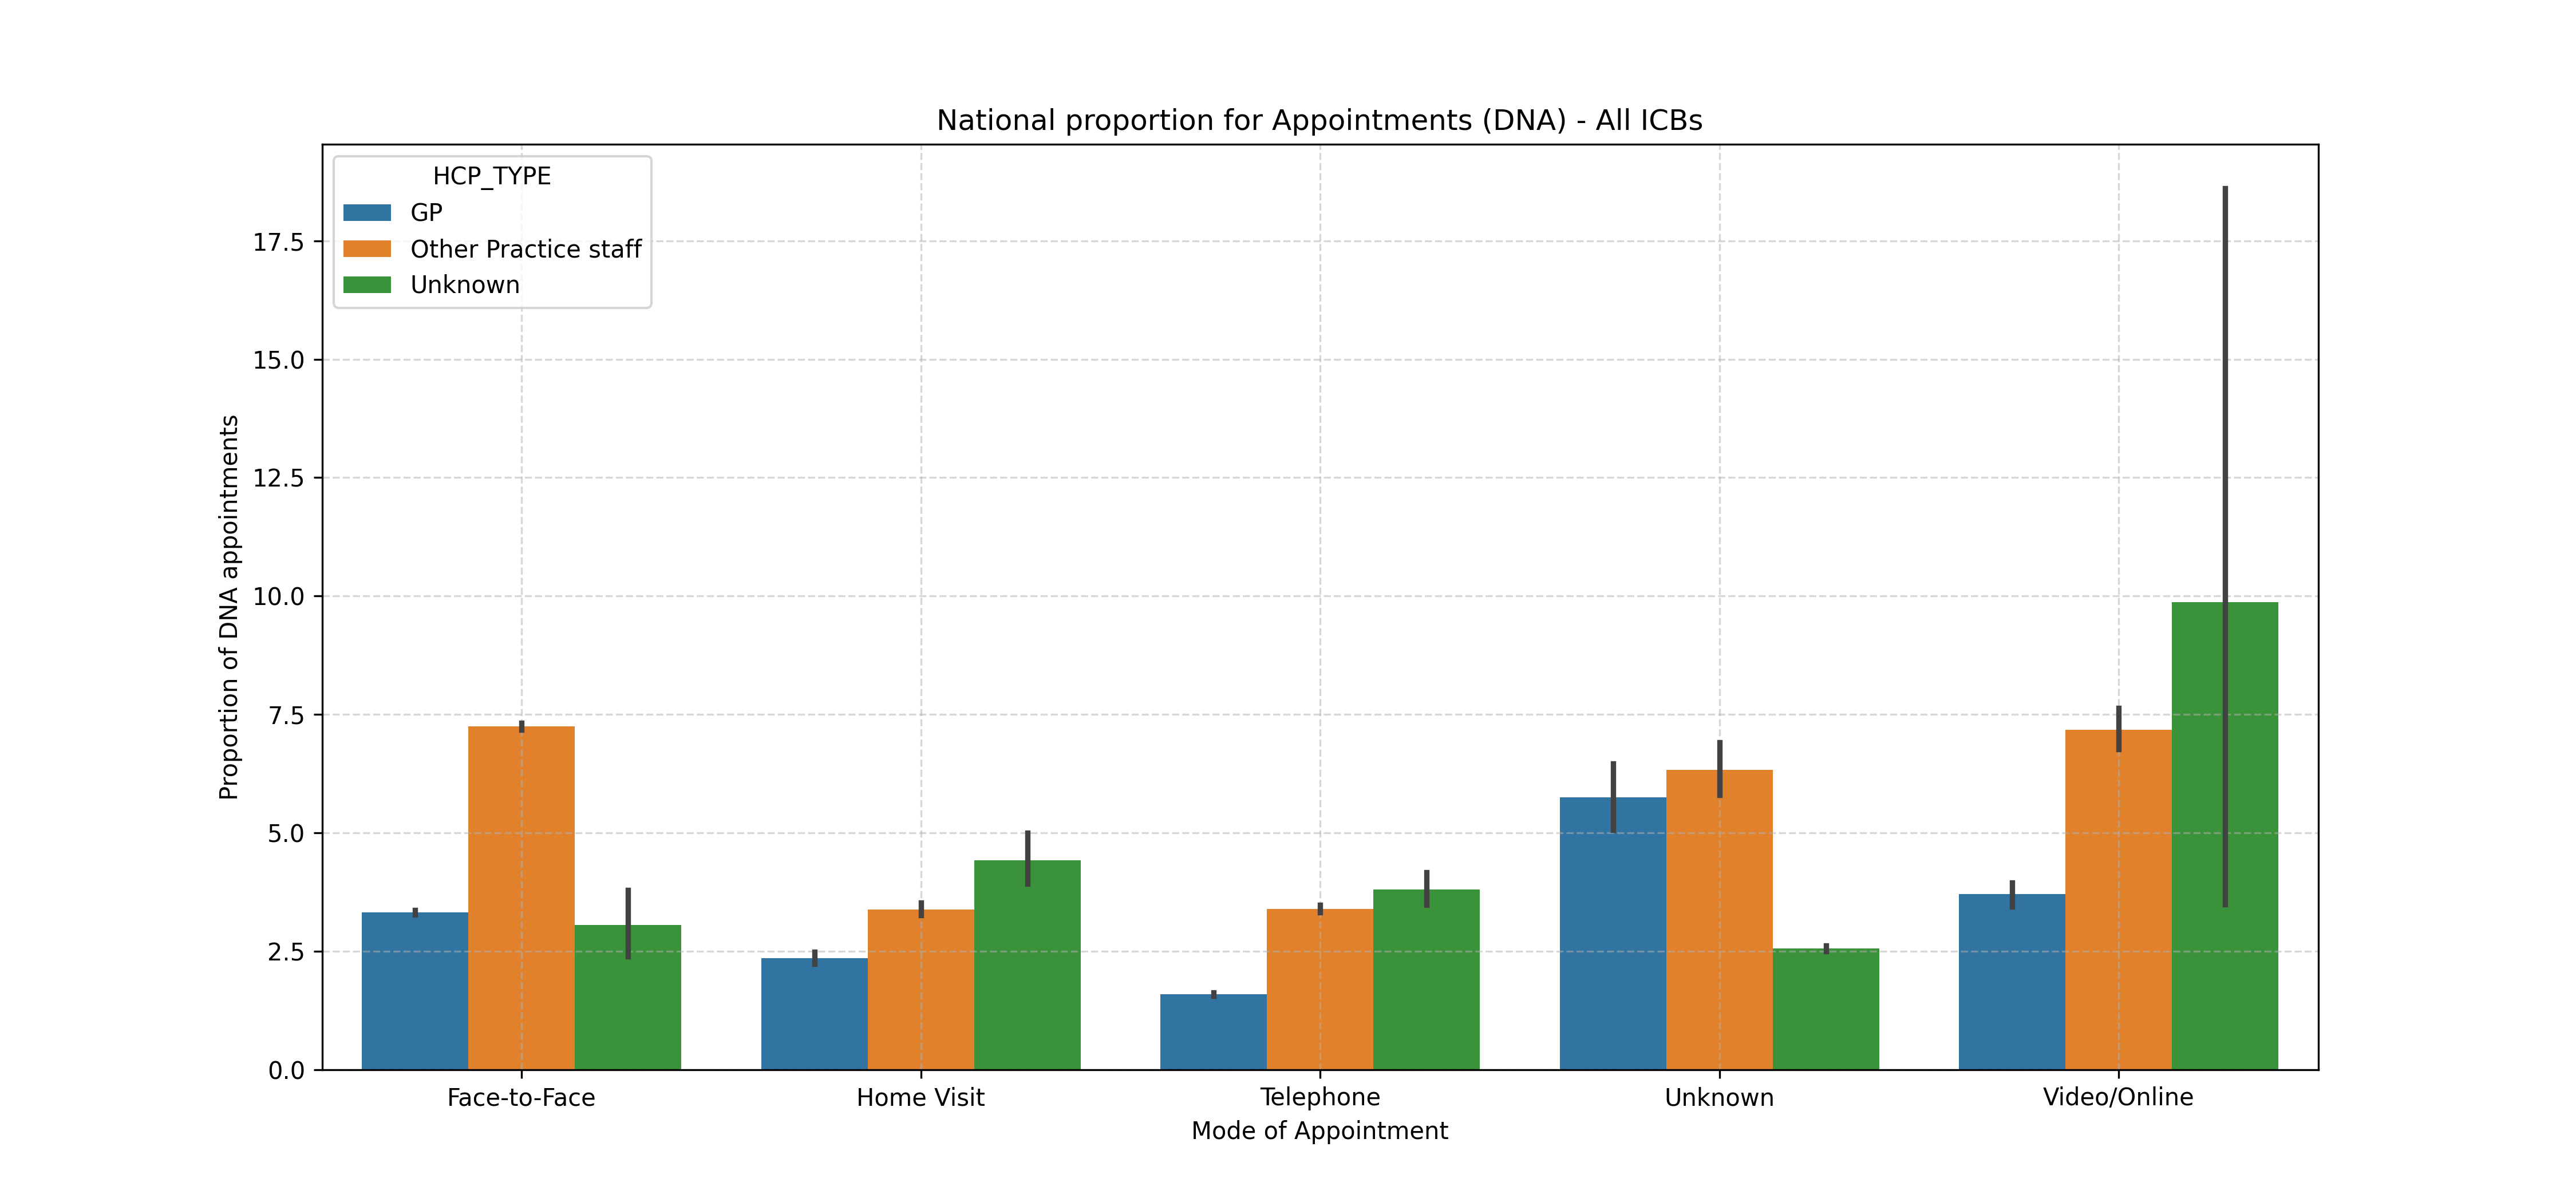 National proportion for Appointments (DNA) - All ICBs
HCP_TYPE
GP
Other Practice staff
Unknown
17.5
15.0
12.5
10.0
7.5
5.0
2.5
0.0
Proportion of DNA appointments
Face-to-Face
Home Visit
Telephone
Unknown
Video/Online
Mode of Appointment